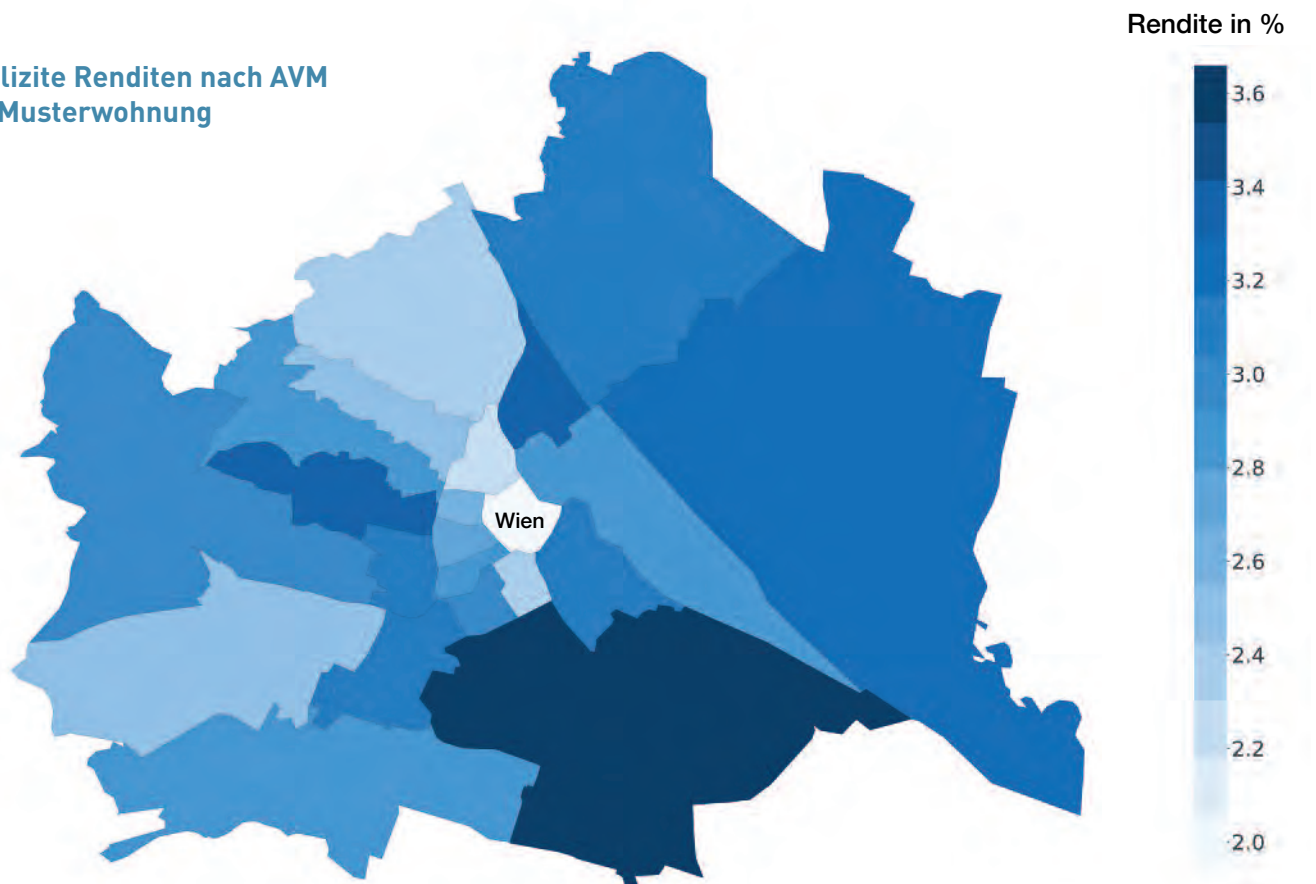 Rendite in %
lizite Renditen nach AVM
Musterwohnung
3.6
3.4
3.2
3.0
2.8
2.6
2.4
2.2
2.0
Wien